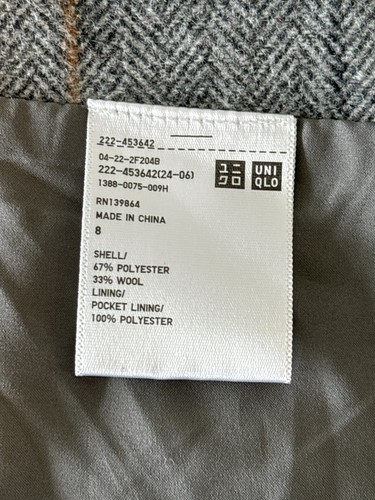 222-453642
04-22-2F204B
222-453642(24-06)
1388-0075-009H
ユニクロ
UNIQLO
RN139864
MADE IN CHINA
8
SHELL/
67% POLYESTER
33% WOOL
LINING/
POCKET LINING/
100% POLYESTER